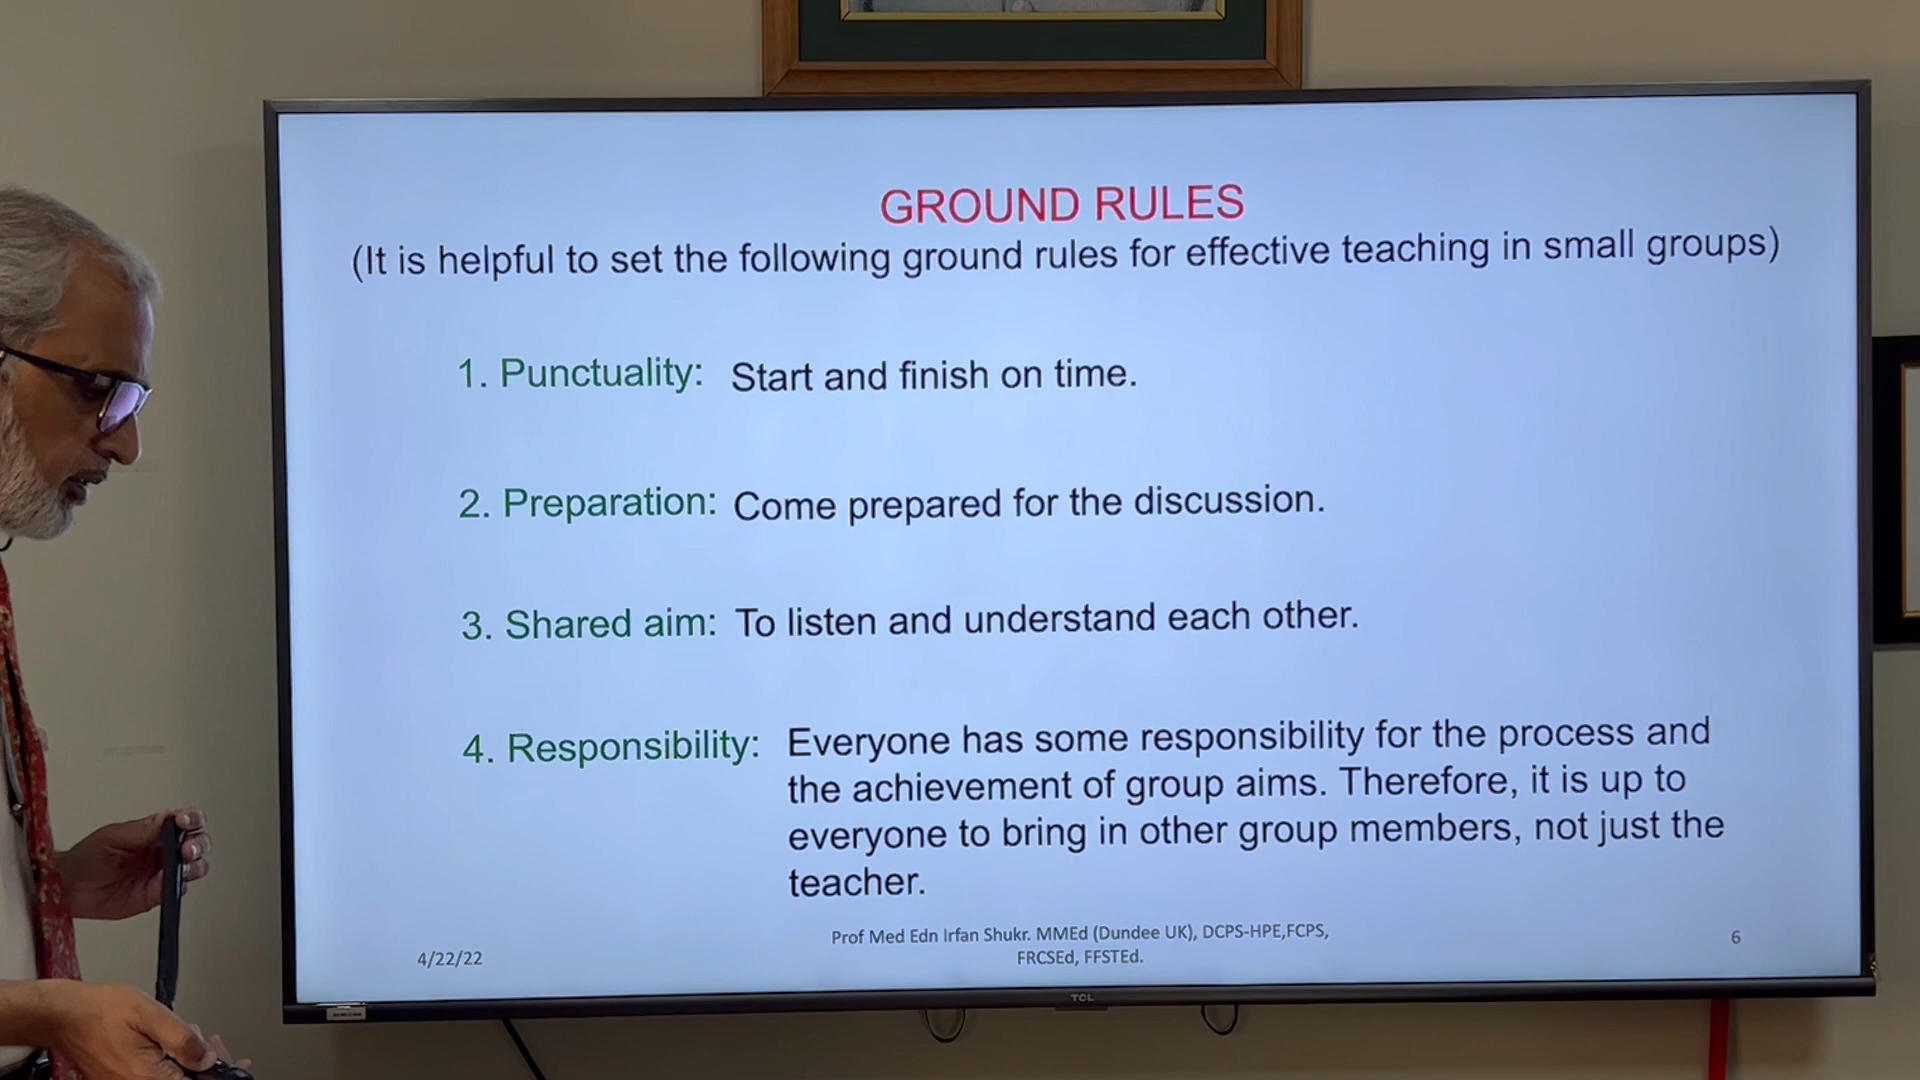 GROUND RULES
(It is helpful to set the following ground rules for effective teaching in small groups)
1. Punctuality: Start and finish on time.
2. Preparation: Come prepared for the discussion.
3. Shared aim: To listen and understand each other.
4. Responsibility: Everyone has some responsibility for the process and
the achievement of group aims. Therefore, it is up to
everyone to bring in other group members, not just the
teacher.
4/22/22
Prof Med Edn Irfan Shukr. MMEd (Dundee UK), DCPS-HPE,FCPS,
FRCSEd, FFSTEd.
6
TCL